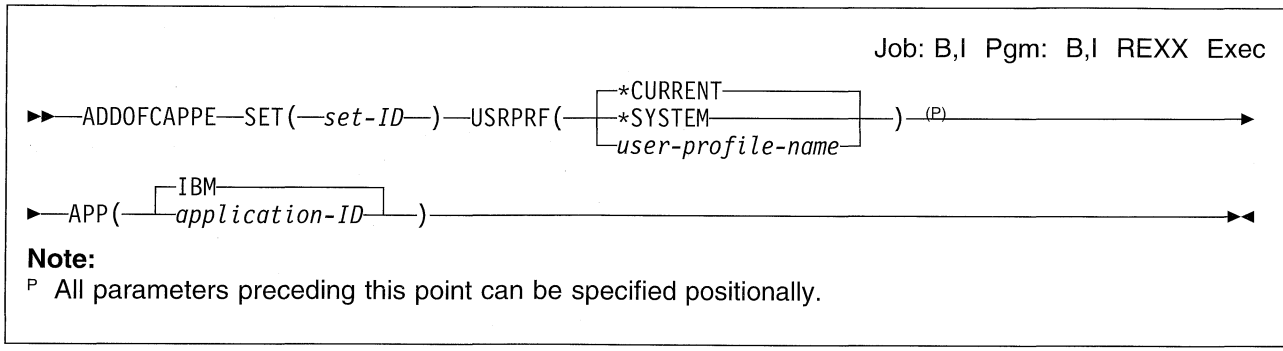 Job: B,I Pgm: B,I REXX Exec
*CURRENT
ADDOFCAPPE SET( set-ID ) USRPRF( *SYSTEM ) (P)
user-profile-name
IBM
APP( application-ID )
Note:
P All parameters preceding this point can be specified positionally.